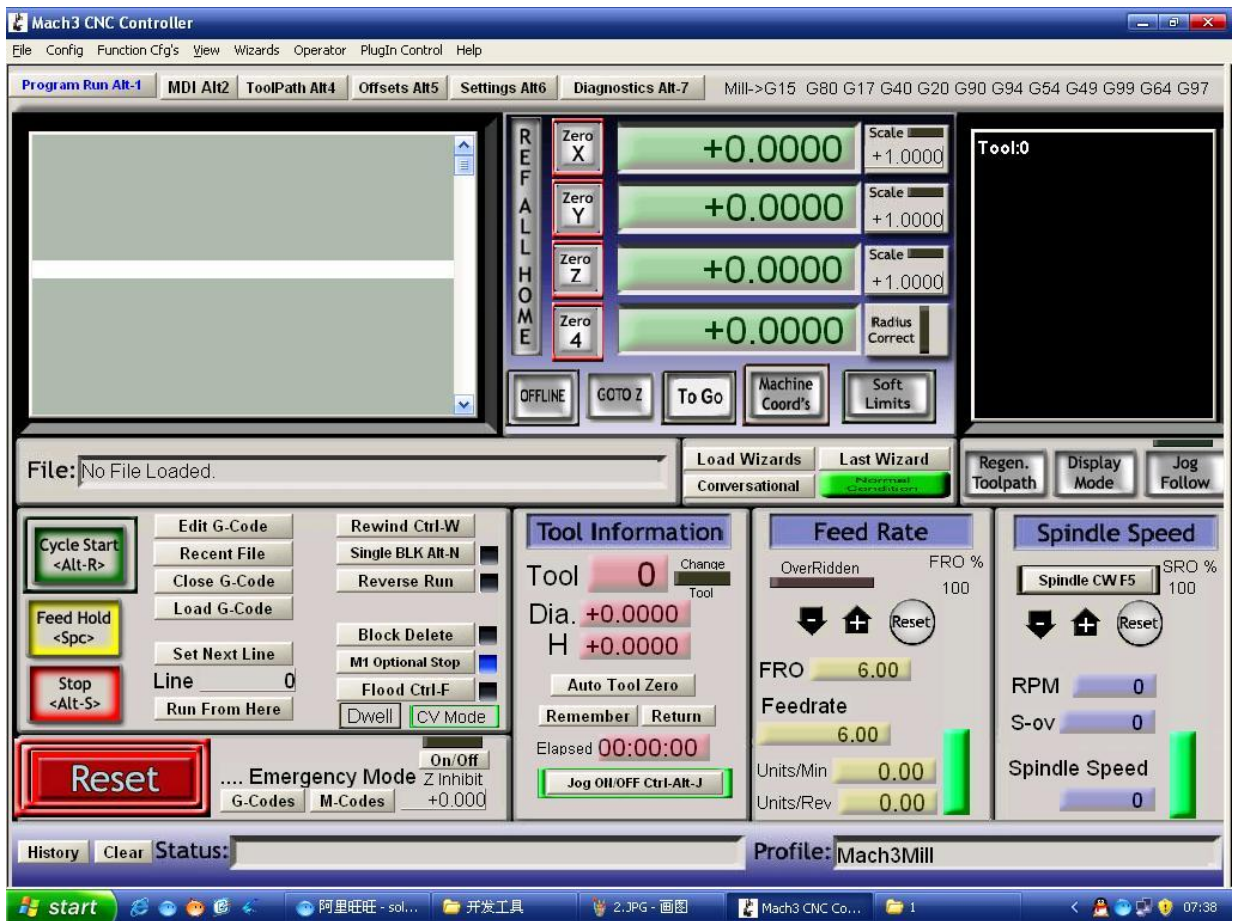 Mach3 CNC Controller
File Config Function Cfg's View Wizards Operator PlugIn Control Help
Program Run Alt-1 MDI Alt2 ToolPath Alt4 Offsets Alt5 Settings Alt6 Diagnostics Alt-7 Mill->G15 G80 G17 G40 G20 G90 G94 G54 G49 G99 G64 G97
REF ALL HOME
Zero X +0.0000 Scale +1.0000
Zero Y +0.0000 Scale +1.0000
Zero Z +0.0000 Scale +1.0000
Zero 4 +0.0000 Radius Correct
OFFLINE GOTO Z To Go Machine Coord's Soft Limits
Tool:0
File: No File Loaded.
Load Wizards Last Wizard
Conversational Normal Condition
Regen. Toolpath Display Mode Jog Follow
Cycle Start <Alt-R>
Feed Hold <Spc>
Stop <Alt-S>
Edit G-Code
Recent File
Close G-Code
Load G-Code
Set Next Line
Line 0
Run From Here
Rewind Ctrl-W
Single BLK Alt-N
Reverse Run
Block Delete
M1 Optional Stop
Flood Ctrl-F
Dwell CV Mode
Reset
.... Emergency Mode
G-Codes M-Codes
On/Off
Z Inhibit
+0.000
Tool Information
Tool 0 Change Tool
Dia. +0.0000
H +0.0000
Auto Tool Zero
Remember Return
Elapsed 00:00:00
Jog ON/OFF Ctrl-Alt-J
Feed Rate
OverRidden FRO %
100
Reset
FRO 6.00
Feedrate
6.00
Units/Min 0.00
Units/Rev 0.00
Spindle Speed
Spindle CW F5 SRO %
100
Reset
RPM 0
S-ov 0
Spindle Speed
0
History Clear Status:
Profile: Mach3Mill
start 阿里旺旺 - sol... 开发工具 2.JPG - 画图 Mach3 CNC Co... 1 07:38